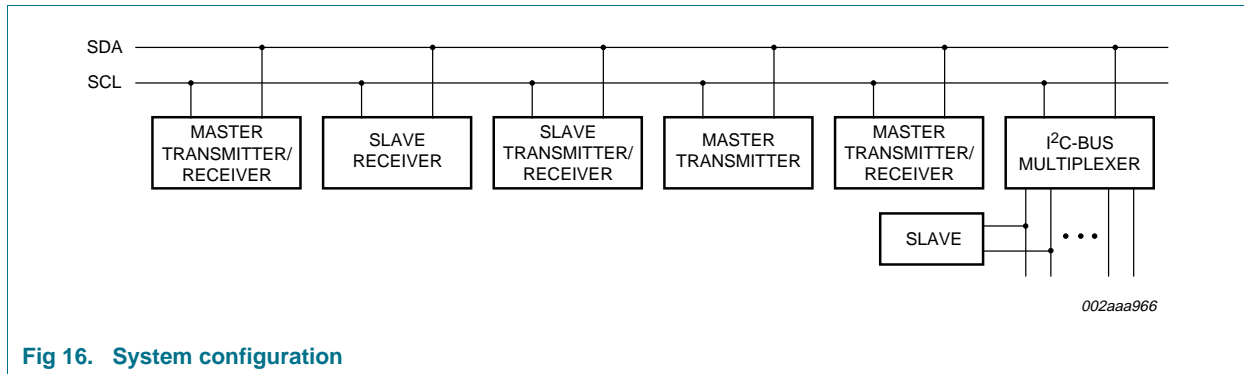 SDA
SCL
MASTER
TRANSMITTER/
RECEIVER
SLAVE
RECEIVER
SLAVE
TRANSMITTER/
RECEIVER
MASTER
TRANSMITTER
MASTER
TRANSMITTER/
RECEIVER
I²C-BUS
MULTIPLEXER
SLAVE
002aaa966
Fig 16. System configuration